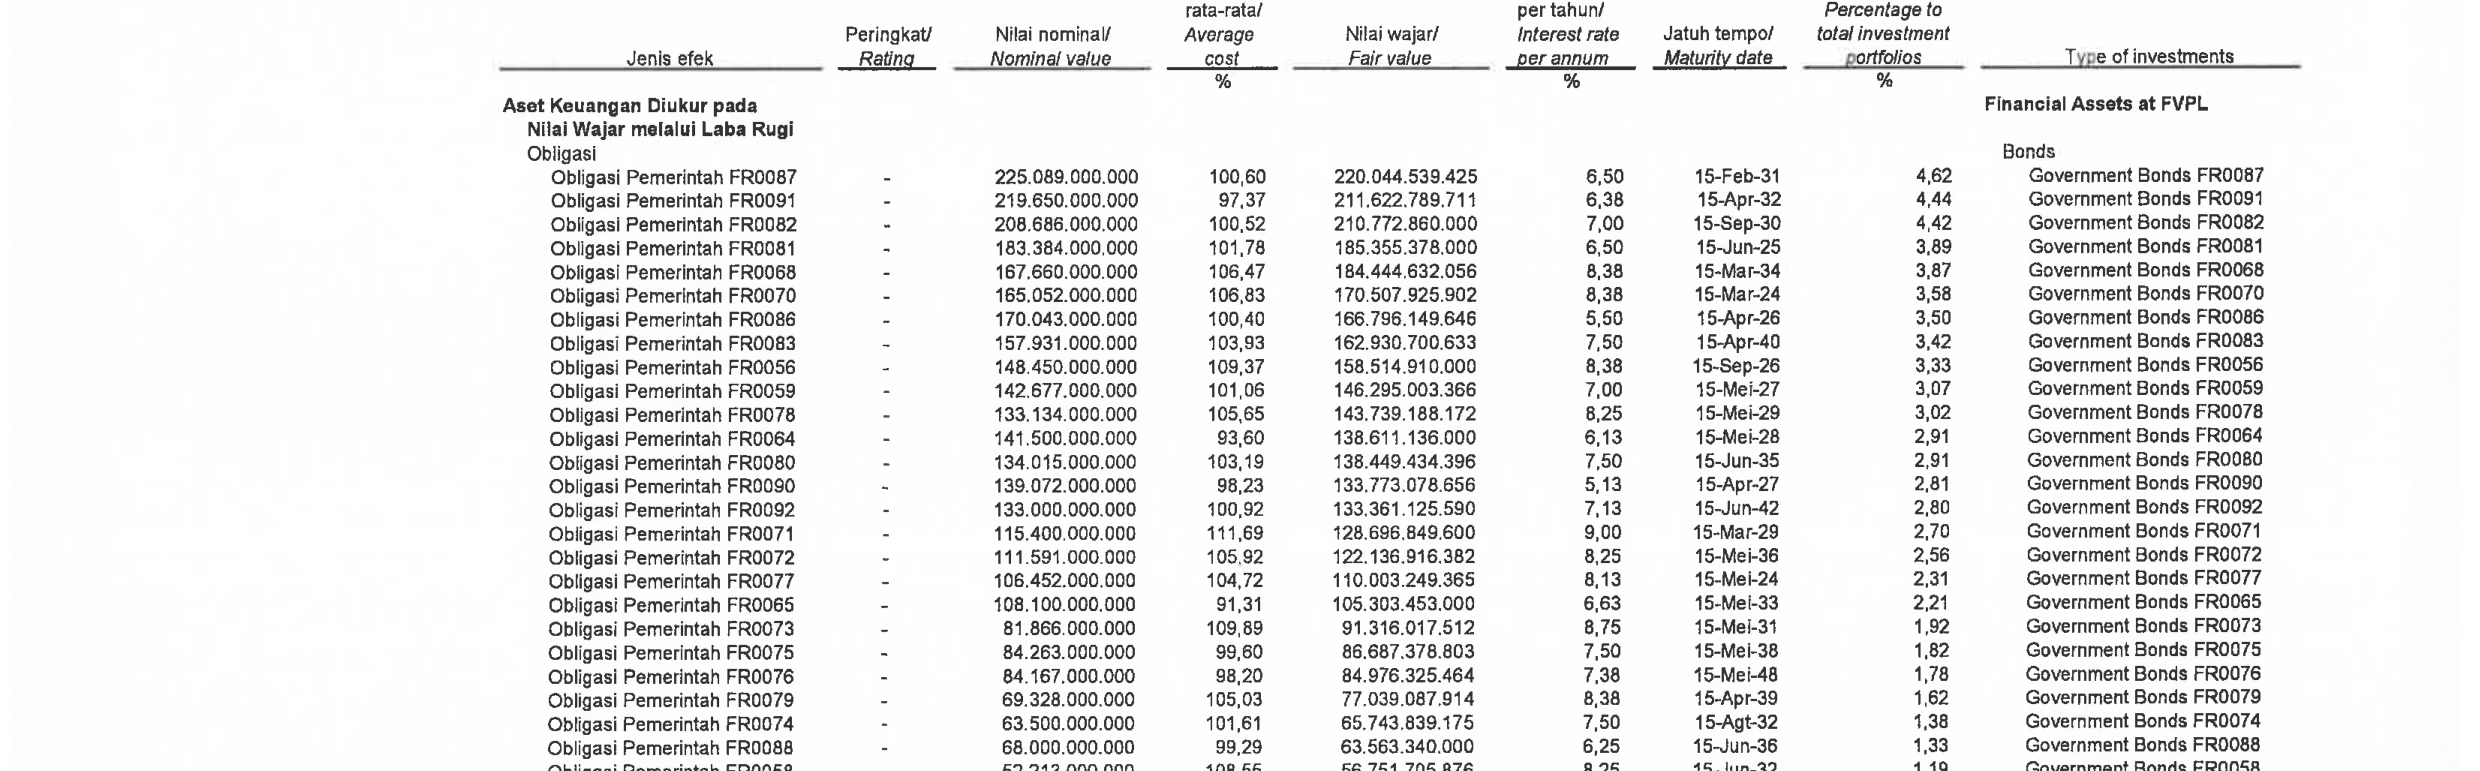 rata-rata/ per tahun/ Percentage to
Peringkat/ Nilai nominal/ Average Nilai wajar/ Interest rate Jatuh tempo/ total investment
Jenis efek Rating Nominal value cost Fair value per annum Maturity date portfolios Type of investments
% % %
Aset Keuangan Diukur pada Financial Assets at FVPL
Nilai Wajar melalui Laba Rugi
Obligasi Bonds
Obligasi Pemerintah FR0087 - 225.089.000.000 100,60 220.044.539.425 6,50 15-Feb-31 4,62 Government Bonds FR0087
Obligasi Pemerintah FR0091 - 219.650.000.000 97,37 211.622.789.711 6,38 15-Apr-32 4,44 Government Bonds FR0091
Obligasi Pemerintah FR0082 - 208.686.000.000 100,52 210.772.860.000 7,00 15-Sep-30 4,42 Government Bonds FR0082
Obligasi Pemerintah FR0081 - 183.384.000.000 101,78 185.355.378.000 6,50 15-Jun-25 3,89 Government Bonds FR0081
Obligasi Pemerintah FR0068 - 167.660.000.000 106,47 184.444.632.056 8,38 15-Mar-34 3,87 Government Bonds FR0068
Obligasi Pemerintah FR0070 - 165.052.000.000 106,83 170.507.925.902 8,38 15-Mar-24 3,58 Government Bonds FR0070
Obligasi Pemerintah FR0086 - 170.043.000.000 100,40 166.796.149.646 5,50 15-Apr-26 3,50 Government Bonds FR0086
Obligasi Pemerintah FR0083 - 157.931.000.000 103,93 162.930.700.633 7,50 15-Apr-40 3,42 Government Bonds FR0083
Obligasi Pemerintah FR0056 - 148.450.000.000 109,37 158.514.910.000 8,38 15-Sep-26 3,33 Government Bonds FR0056
Obligasi Pemerintah FR0059 - 142.677.000.000 101,06 146.295.003.366 7,00 15-Mei-27 3,07 Government Bonds FR0059
Obligasi Pemerintah FR0078 - 133.134.000.000 105,65 143.739.188.172 8,25 15-Mei-29 3,02 Government Bonds FR0078
Obligasi Pemerintah FR0064 - 141.500.000.000 93,60 138.611.136.000 6,13 15-Mei-28 2,91 Government Bonds FR0064
Obligasi Pemerintah FR0080 - 134.015.000.000 103,19 138.449.434.396 7,50 15-Jun-35 2,91 Government Bonds FR0080
Obligasi Pemerintah FR0090 - 139.072.000.000 98,23 133.773.078.656 5,13 15-Apr-27 2,81 Government Bonds FR0090
Obligasi Pemerintah FR0092 - 133.000.000.000 100,92 133.361.125.590 7,13 15-Jun-42 2,80 Government Bonds FR0092
Obligasi Pemerintah FR0071 - 115.400.000.000 111,69 128.696.849.600 9,00 15-Mar-29 2,70 Government Bonds FR0071
Obligasi Pemerintah FR0072 - 111.591.000.000 105,92 122.136.916.382 8,25 15-Mei-36 2,56 Government Bonds FR0072
Obligasi Pemerintah FR0077 - 106.452.000.000 104,72 110.003.249.365 8,13 15-Mei-24 2,31 Government Bonds FR0077
Obligasi Pemerintah FR0065 - 108.100.000.000 91,31 105.303.453.000 6,63 15-Mei-33 2,21 Government Bonds FR0065
Obligasi Pemerintah FR0073 - 81.866.000.000 109,89 91.316.017.512 8,75 15-Mei-31 1,92 Government Bonds FR0073
Obligasi Pemerintah FR0075 - 84.263.000.000 99,60 86.687.378.803 7,50 15-Mei-38 1,82 Government Bonds FR0075
Obligasi Pemerintah FR0076 - 84.167.000.000 98,20 84.976.325.464 7,38 15-Mei-48 1,78 Government Bonds FR0076
Obligasi Pemerintah FR0079 - 69.328.000.000 105,03 77.039.087.914 8,38 15-Apr-39 1,62 Government Bonds FR0079
Obligasi Pemerintah FR0074 - 63.500.000.000 101,61 65.743.839.175 7,50 15-Agt-32 1,38 Government Bonds FR0074
Obligasi Pemerintah FR0088 - 68.000.000.000 99,29 63.563.340.000 6,25 15-Jun-36 1,33 Government Bonds FR0088
Obligasi Pemerintah FR0058 52.213.000.000 108,55 56.751.705.876 8,25 15-Jun-32 1,19 Government Bonds FR0058